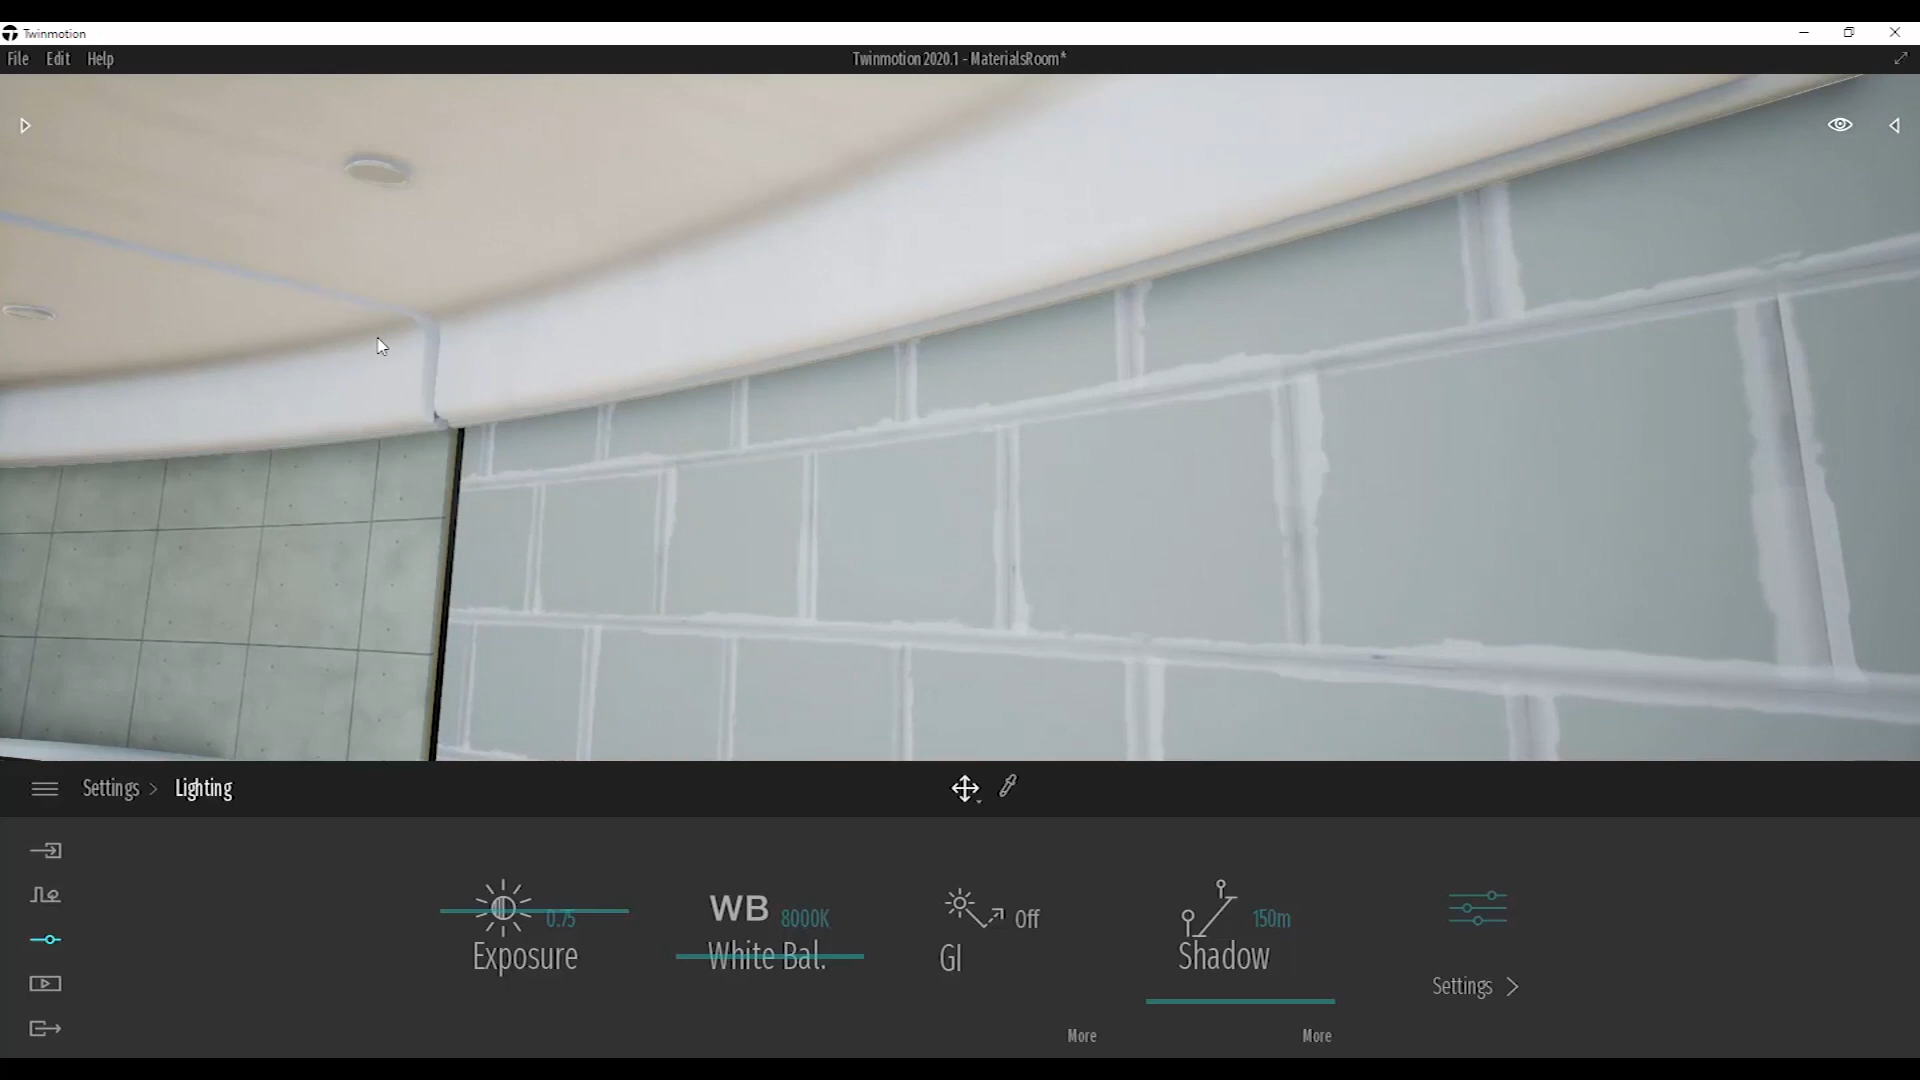 Twinmotion
File Edit Help
Twinmotion 2020.1 - MaterialsRoom*
Settings > Lighting
0.75
Exposure
WB 8000K
White Bal.
Off
GI
More
150m
Shadow
More
Settings >